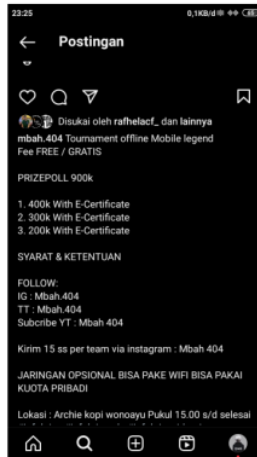 23:25
0,1KB/d
Postingan
Disukai oleh rafhelacf_ dan lainnya
mbah.404 Tournament offline Mobile legend
Fee FREE / GRATIS
PRIZEPOLL 900k
1. 400k With E-Certificate
2. 300k With E-Certificate
3. 200k With E-Certificate
SYARAT & KETENTUAN
FOLLOW:
IG : Mbah.404
TT : Mbah.404
Subcribe YT : Mbah 404
Kirim 15 ss per team via instagram : Mbah 404
JARINGAN OPSIONAL BISA PAKE WIFI BISA PAKAI
KUOTA PRIBADI
Lokasi : Archie kopi wonoayu Pukul 15.00 s/d selesai